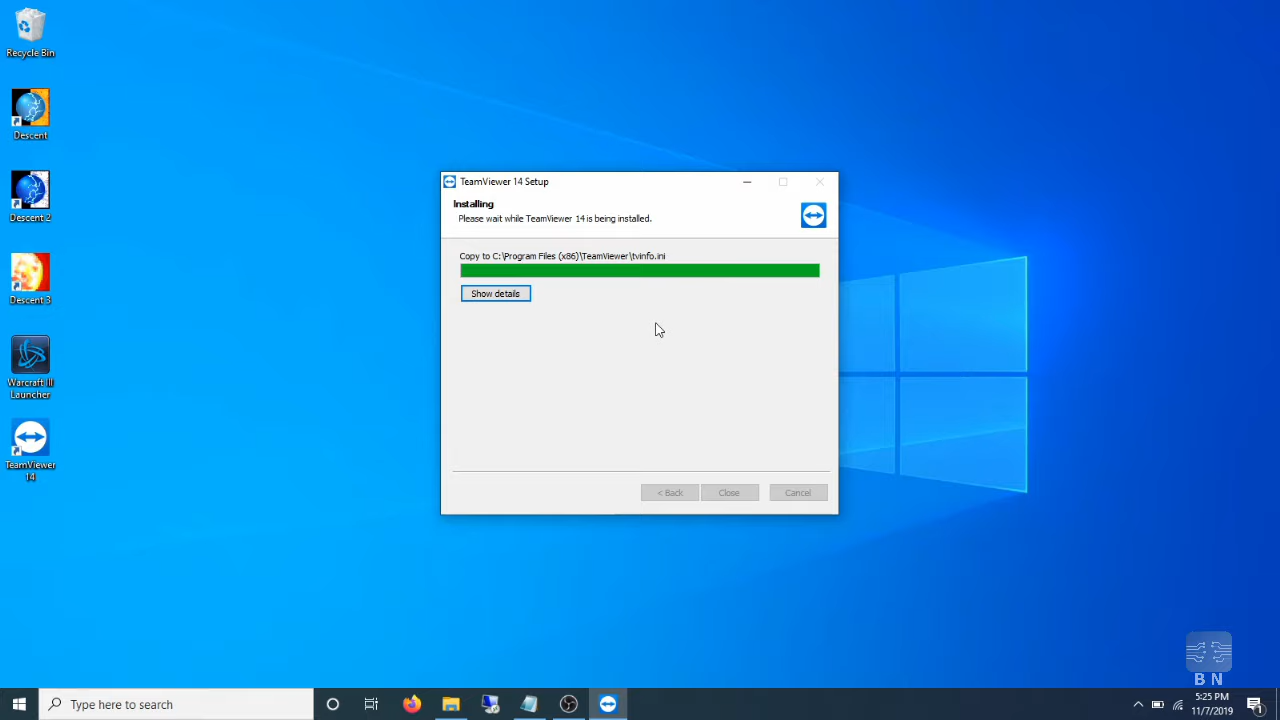 Recycle Bin
Descent
Descent 2
Descent 3
Warcraft III
Launcher
TeamViewer
14
TeamViewer 14 Setup
Installing
Please wait while TeamViewer 14 is being installed.
Copy to C:\Program Files (x86)\TeamViewer\tvinfo.ini
Show details
< Back
Close
Cancel
B N
Type here to search
5:25 PM
11/7/2019
1